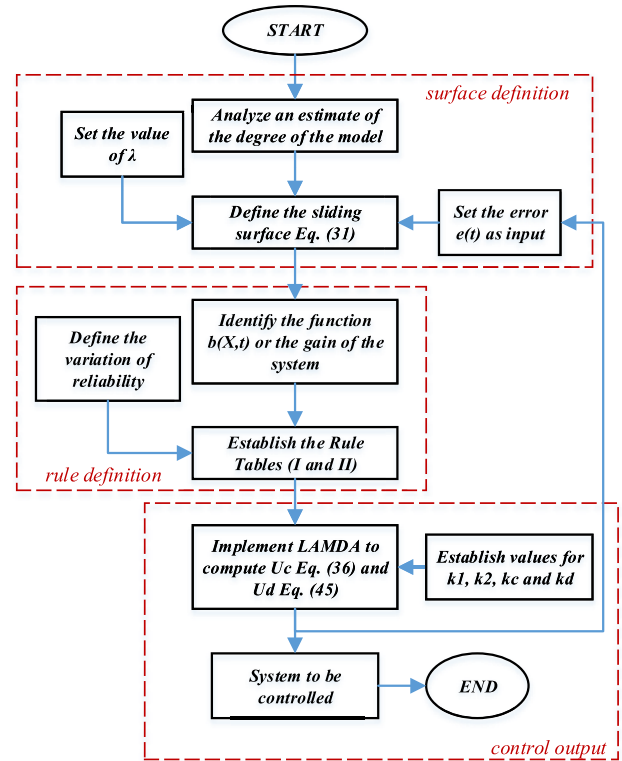 START
surface definition
Analyze an estimate of
the degree of the model
Set the value
of λ
Define the sliding
surface Eq. (31)
Set the error
e(t) as input
Identify the function
b(X,t) or the gain of the
system
Define the
variation of
reliability
Establish the Rule
Tables (I and II)
rule definition
Implement LAMDA to
compute Uc Eq. (36) and
Ud Eq. (45)
Establish values for
k1, k2, kc and kd
System to be
controlled
END
control output